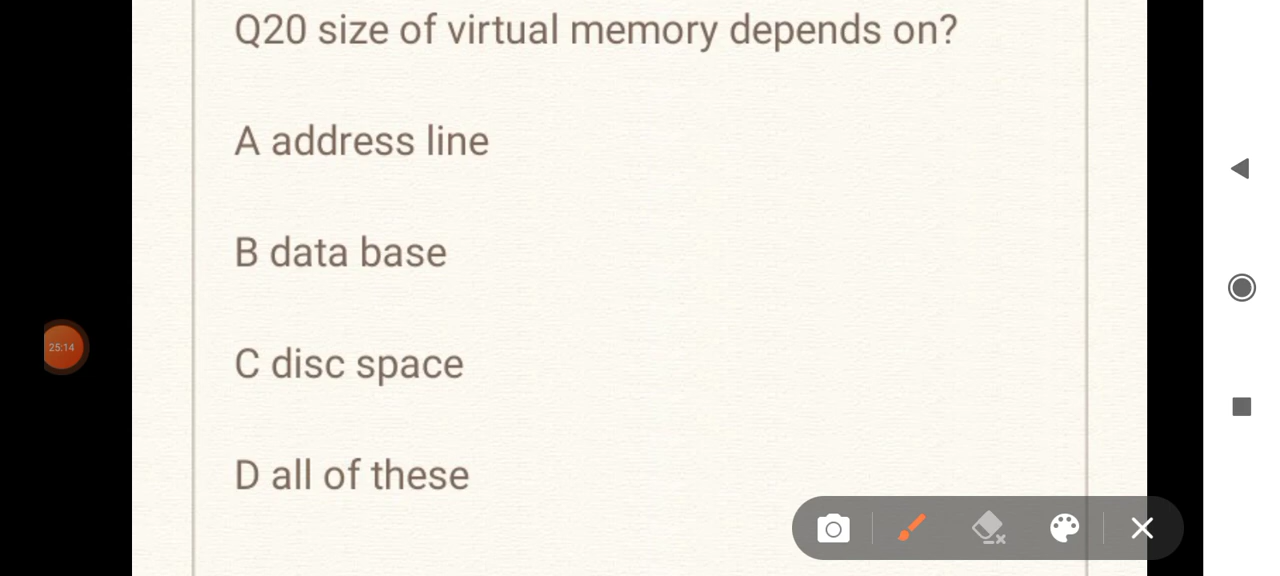 Q20 size of virtual memory depends on?
A address line
B data base
C disc space
D all of these
25:14